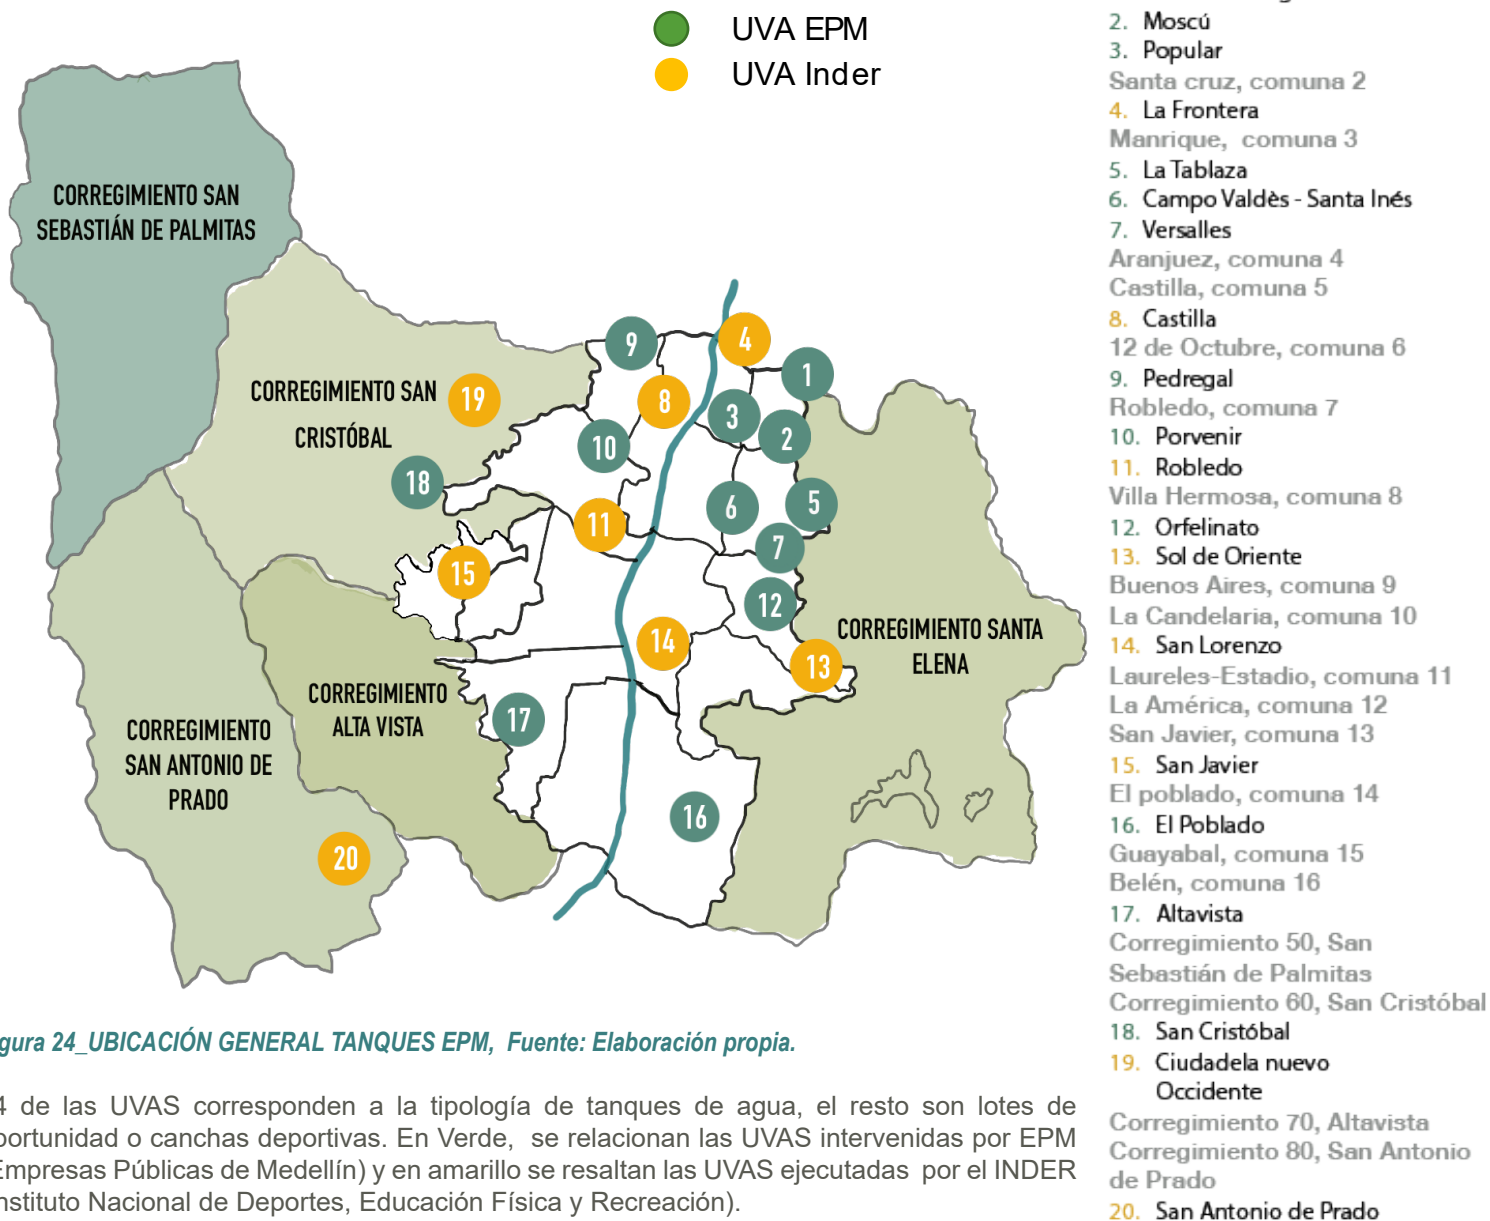 UVA EPM
UVA Inder
CORREGIMIENTO SAN
SEBASTIÁN DE PALMITAS
CORREGIMIENTO SAN
CRISTÓBAL
CORREGIMIENTO SANTA
ELENA
CORREGIMIENTO
ALTA VISTA
CORREGIMIENTO
SAN ANTONIO DE
PRADO
9
4
1
19
8
3
2
10
18
6
5
11
7
15
12
14
13
17
16
20
2. Moscú
3. Popular
Santa cruz, comuna 2
4. La Frontera
Manrique, comuna 3
5. La Tablaza
6. Campo Valdès - Santa Inés
7. Versalles
Aranjuez, comuna 4
Castilla, comuna 5
8. Castilla
12 de Octubre, comuna 6
9. Pedregal
Robledo, comuna 7
10. Porvenir
11. Robledo
Villa Hermosa, comuna 8
12. Orfelinato
13. Sol de Oriente
Buenos Aires, comuna 9
La Candelaria, comuna 10
14. San Lorenzo
Laureles-Estadio, comuna 11
La América, comuna 12
San Javier, comuna 13
15. San Javier
El poblado, comuna 14
16. El Poblado
Guayabal, comuna 15
Belén, comuna 16
17. Altavista
Corregimiento 50, San
Sebastián de Palmitas
Corregimiento 60, San Cristóbal
18. San Cristóbal
19. Ciudadela nuevo
Occidente
Corregimiento 70, Altavista
Corregimiento 80, San Antonio
de Prado
20. San Antonio de Prado
gura 24_UBICACIÓN GENERAL TANQUES EPM, Fuente: Elaboración propia.
4 de las UVAS corresponden a la tipología de tanques de agua, el resto son lotes de
portunidad o canchas deportivas. En Verde, se relacionan las UVAS intervenidas por EPM
Empresas Públicas de Medellín) y en amarillo se resaltan las UVAS ejecutadas por el INDER
nstituto Nacional de Deportes, Educación Física y Recreación).